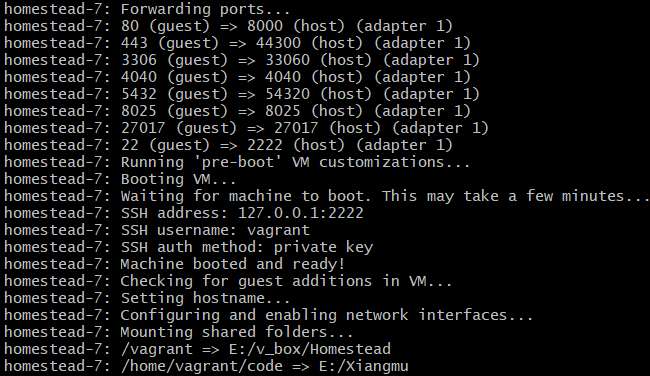 homestead-7: Forwarding ports...
homestead-7: 80 (guest) => 8000 (host) (adapter 1)
homestead-7: 443 (guest) => 44300 (host) (adapter 1)
homestead-7: 3306 (guest) => 33060 (host) (adapter 1)
homestead-7: 4040 (guest) => 4040 (host) (adapter 1)
homestead-7: 5432 (guest) => 54320 (host) (adapter 1)
homestead-7: 8025 (guest) => 8025 (host) (adapter 1)
homestead-7: 27017 (guest) => 27017 (host) (adapter 1)
homestead-7: 22 (guest) => 2222 (host) (adapter 1)
homestead-7: Running 'pre-boot' VM customizations...
homestead-7: Booting VM...
homestead-7: Waiting for machine to boot. This may take a few minutes...
homestead-7: SSH address: 127.0.0.1:2222
homestead-7: SSH username: vagrant
homestead-7: SSH auth method: private key
homestead-7: Machine booted and ready!
homestead-7: Checking for guest additions in VM...
homestead-7: Setting hostname...
homestead-7: Configuring and enabling network interfaces...
homestead-7: Mounting shared folders...
homestead-7: /vagrant => E:/v_box/Homestead
homestead-7: /home/vagrant/code => E:/Xiangmu